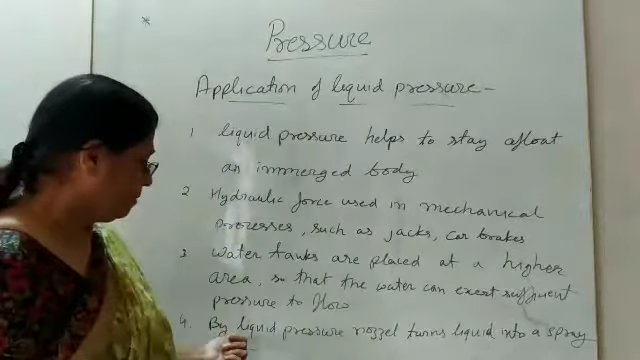 *
Pressure
Application of liquid pressure-
1 liquid pressure helps to stay afloat
an immerged body
2 Hydraulic force used in mechanical
processes, such as jacks, car brakes
3 water tanks are placed at a higher
area, so that the water can exert sufficient
pressure to flow
4. By liquid pressure nozzel turns liquid into a spray